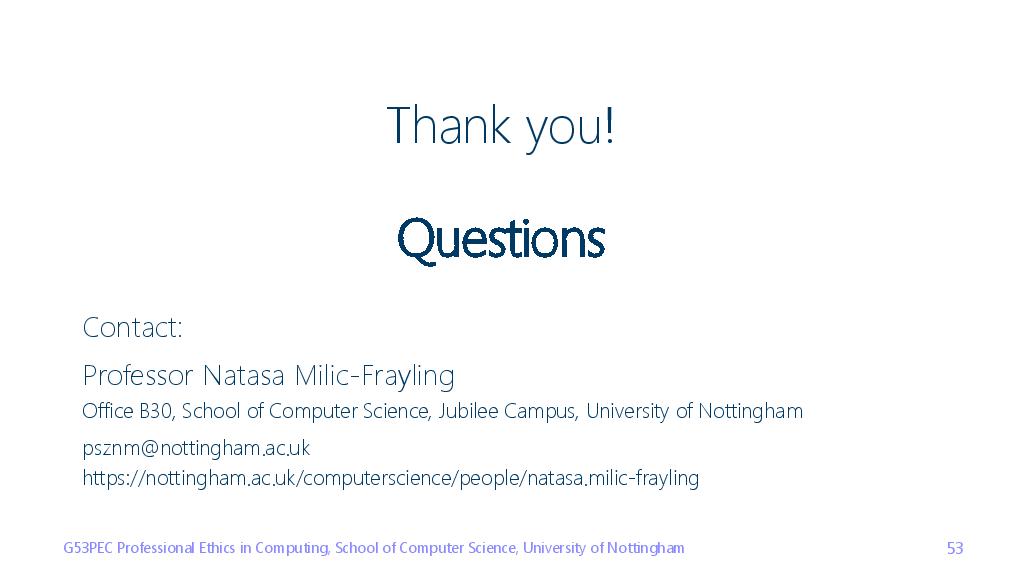 Thank you!
Questions
Contact:
Professor Natasa Milic-Frayling
Office B30, School of Computer Science, Jubilee Campus, University of Nottingham
psznm@nottingham.ac.uk
https://nottingham.ac.uk/computerscience/people/natasa.milic-frayling
G53PEC Professional Ethics in Computing, School of Computer Science, University of Nottingham 53